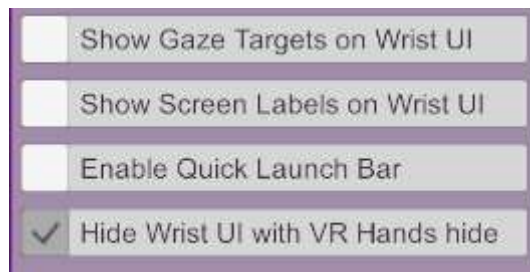 Show Gaze Targets on Wrist UI
Show Screen Labels on Wrist UI
Enable Quick Launch Bar
Hide Wrist UI with VR Hands hide